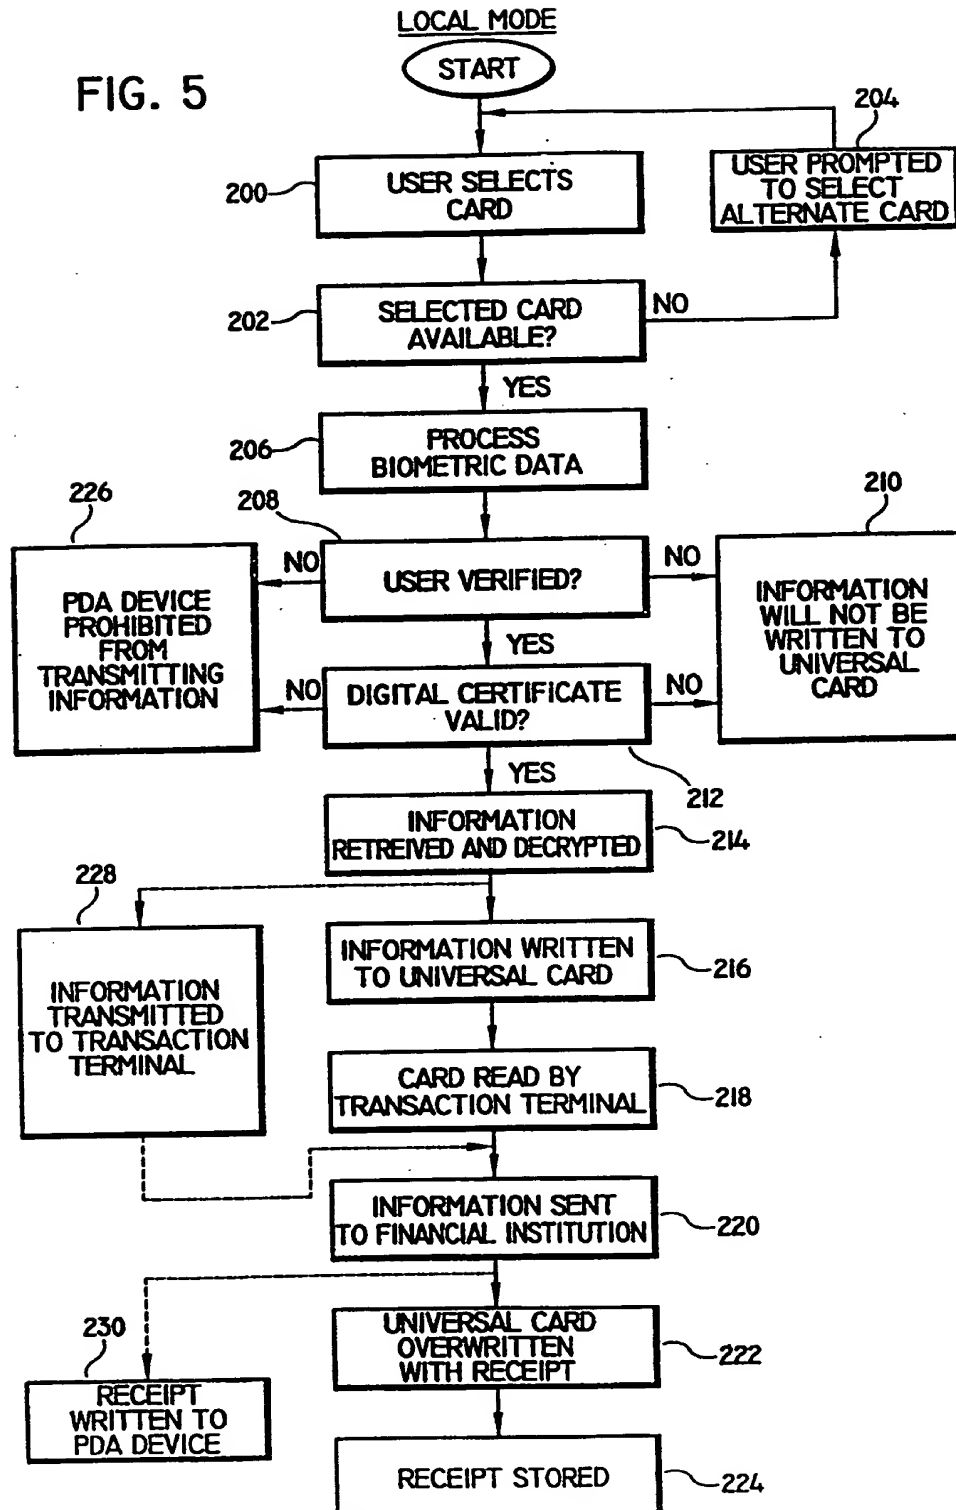 LOCAL MODE
START
FIG. 5
204
200
USER SELECTS
CARD
USER PROMPTED
TO SELECT
ALTERNATE CARD
202
SELECTED CARD
AVAILABLE?
NO
YES
206
PROCESS
BIOMETRIC DATA
226
208
210
NO
USER VERIFIED?
NO
PDA DEVICE
PROHIBITED
FROM
TRANSMITTING
INFORMATION
INFORMATION
WILL NOT BE
WRITTEN TO
UNIVERSAL
CARD
YES
NO
DIGITAL CERTIFICATE
VALID?
NO
YES
212
INFORMATION
RETREIVED AND DECRYPTED
214
228
INFORMATION
TRANSMITTED
TO TRANSACTION
TERMINAL
INFORMATION WRITTEN
TO UNIVERSAL CARD
216
CARD READ BY
TRANSACTION TERMINAL
218
INFORMATION SENT
TO FINANCIAL INSTITUTION
220
230
RECEIPT
WRITTEN TO
PDA DEVICE
UNIVERSAL CARD
OVERWRITTEN
WITH RECEIPT
222
RECEIPT STORED
224